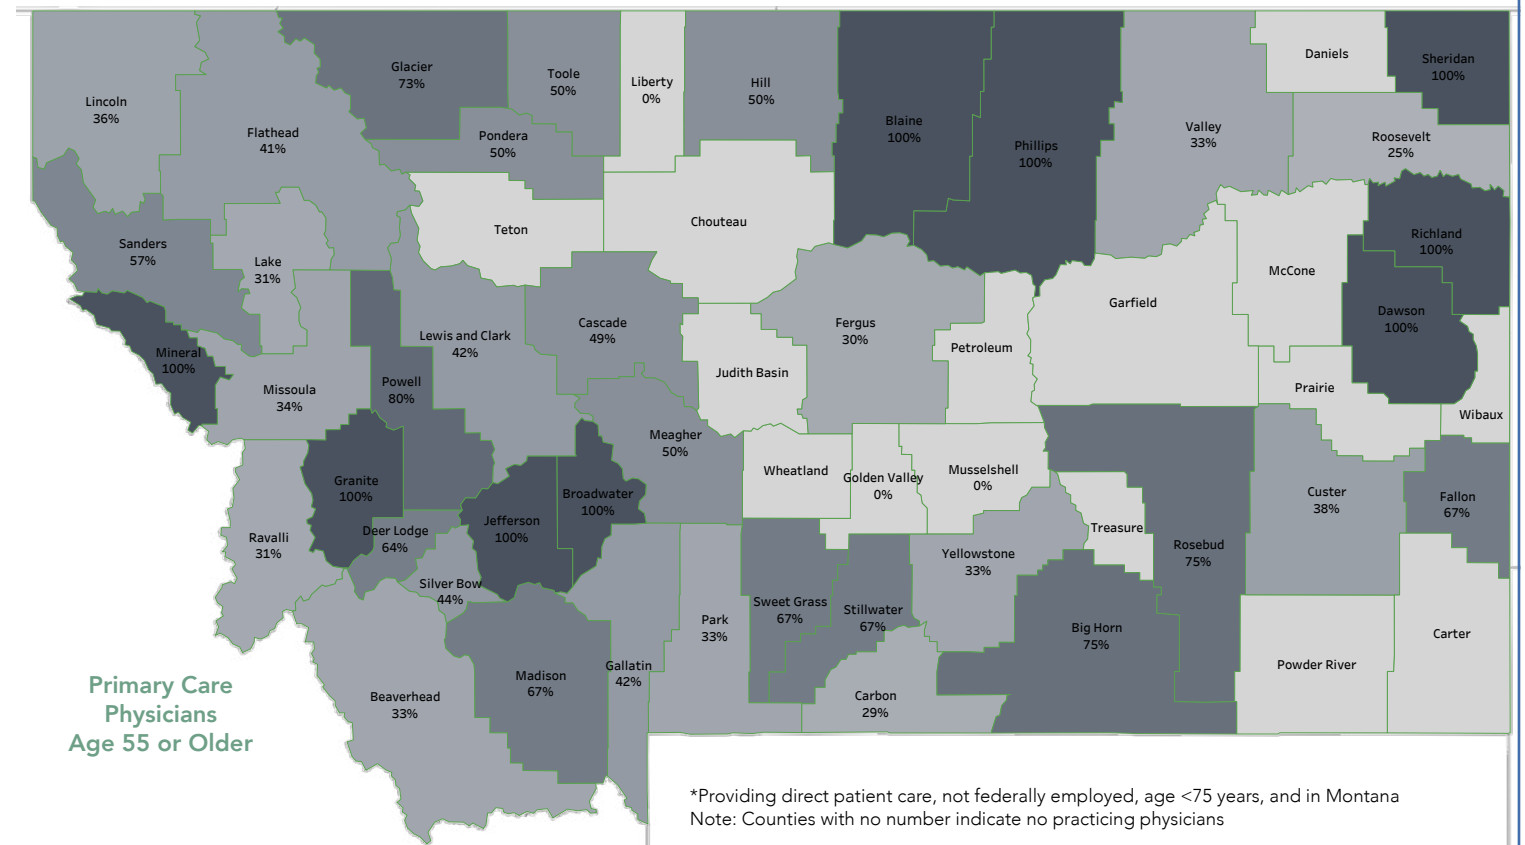 Glacier
73%
Toole
50%
Liberty
0%
Hill
50%
Daniels
Sheridan
100%
Lincoln
36%
Flathead
41%
Pondera
50%
Blaine
100%
Phillips
100%
Valley
33%
Roosevelt
25%
Sanders
57%
Lake
31%
Teton
Chouteau
McCone
Richland
100%
Garfield
Dawson
100%
Mineral
100%
Missoula
34%
Powell
80%
Lewis and Clark
42%
Cascade
49%
Judith Basin
Fergus
30%
Petroleum
Prairie
Wibaux
Granite
100%
Deer Lodge
64%
Jefferson
100%
Broadwater
100%
Meagher
50%
Wheatland
Golden Valley
0%
Musselshell
0%
Treasure
Rosebud
75%
Custer
38%
Fallon
67%
Ravalli
31%
Silver Bow
44%
Yellowstone
33%
Sweet Grass
67%
Stillwater
67%
Park
33%
Big Horn
75%
Powder River
Carter
Beaverhead
33%
Madison
67%
Gallatin
42%
Carbon
29%
Primary Care
Physicians
Age 55 or Older
*Providing direct patient care, not federally employed, age <75 years, and in Montana
Note: Counties with no number indicate no practicing physicians